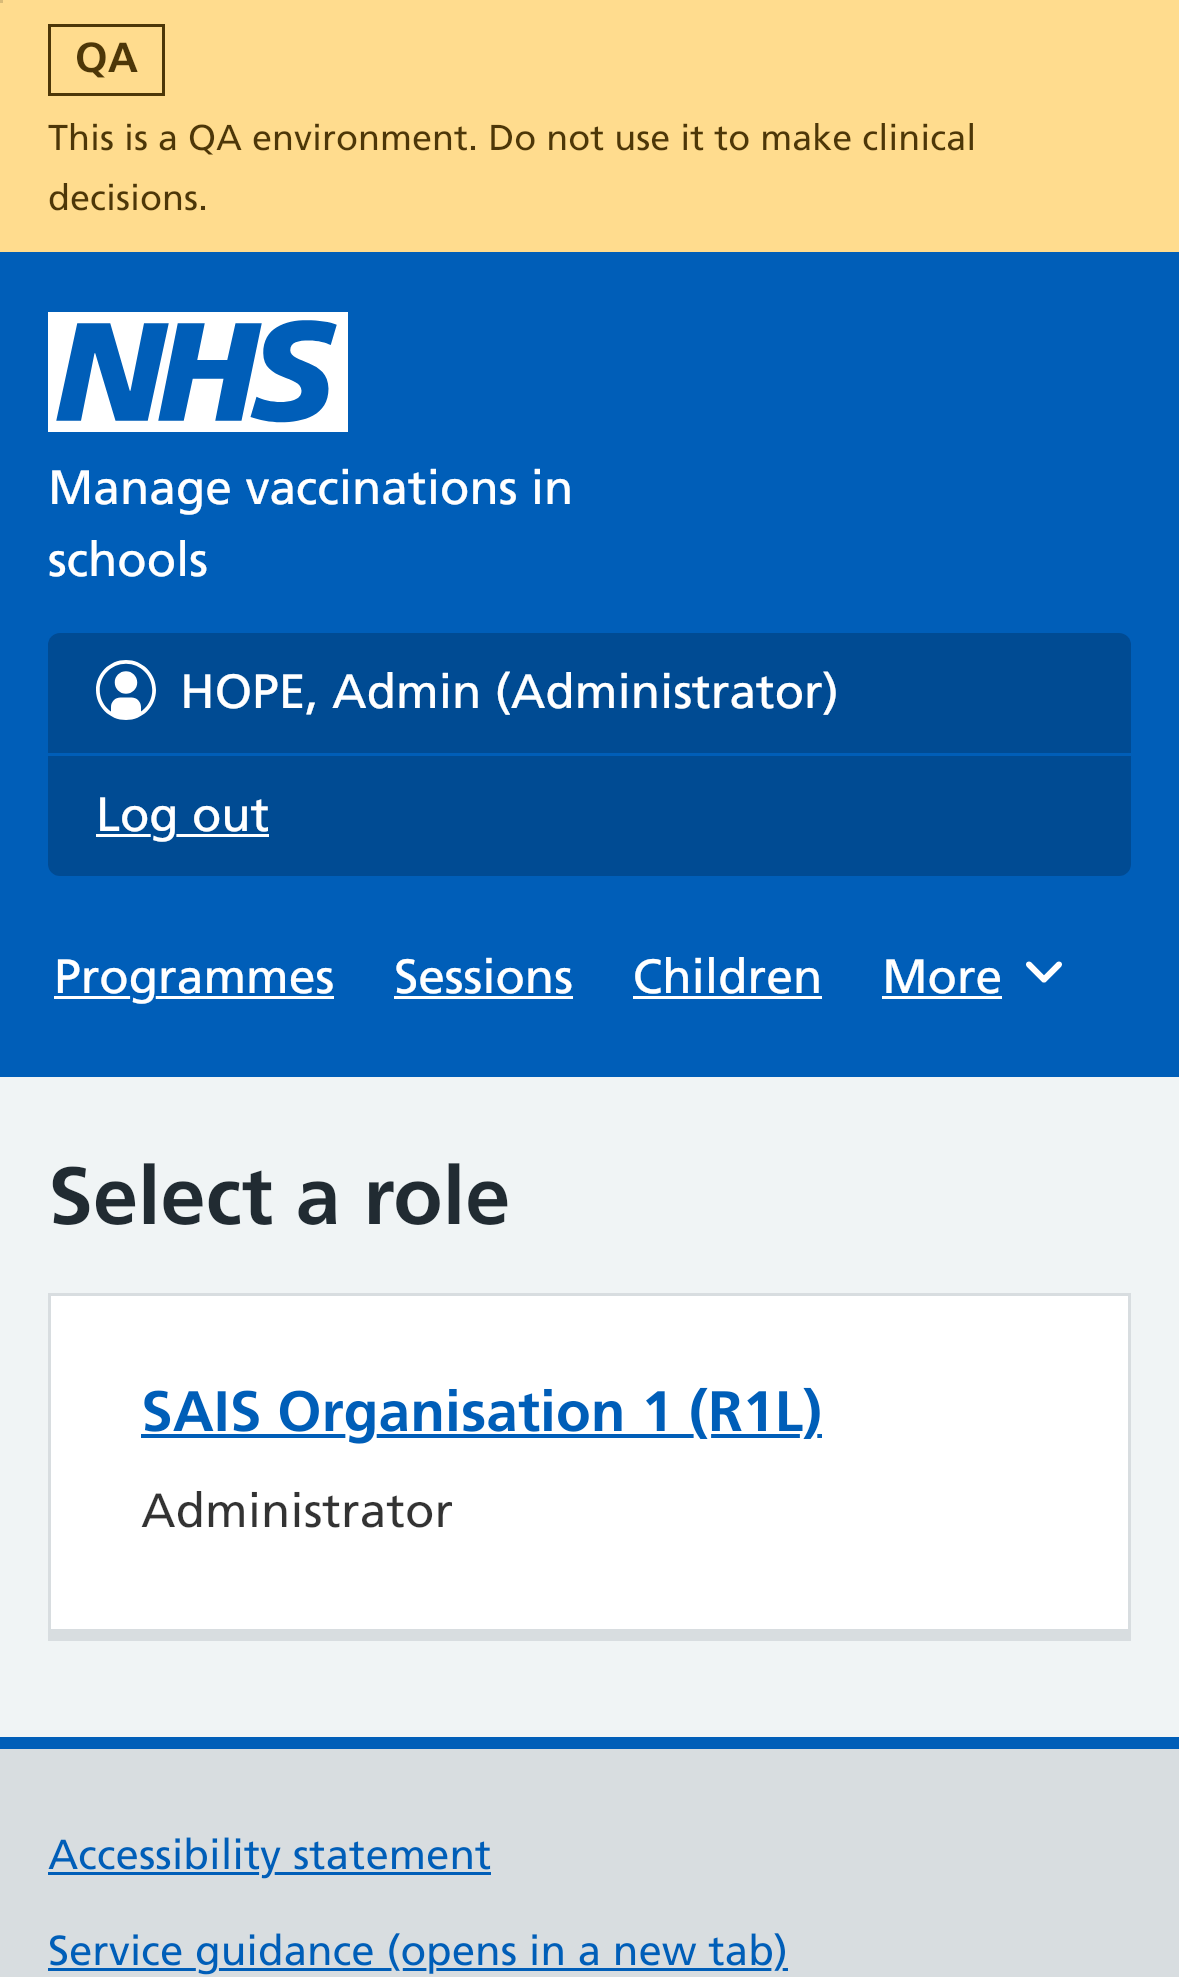 QA
This is a QA environment. Do not use it to make clinical
decisions.
NHS
Manage vaccinations in
schools
HOPE, Admin (Administrator)
Log out
Programmes Sessions Children More
Select a role
SAIS Organisation 1 (R1L)
Administrator
Accessibility statement
Service guidance (opens in a new tab)